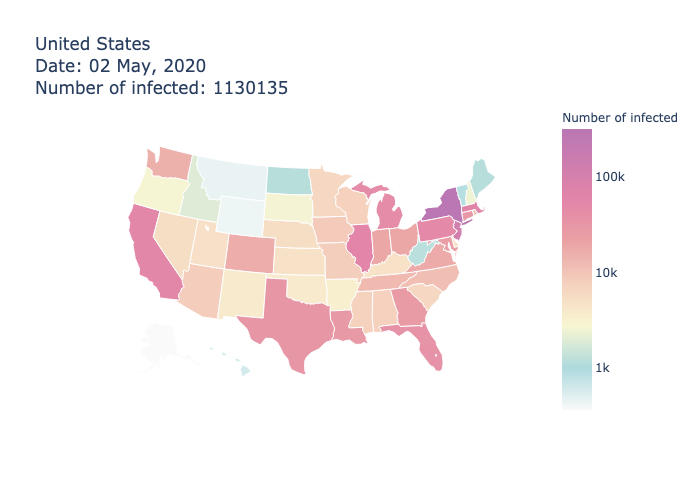 United States
Date: 02 May, 2020
Number of infected: 1130135
Number of infected
100k
10k
1k